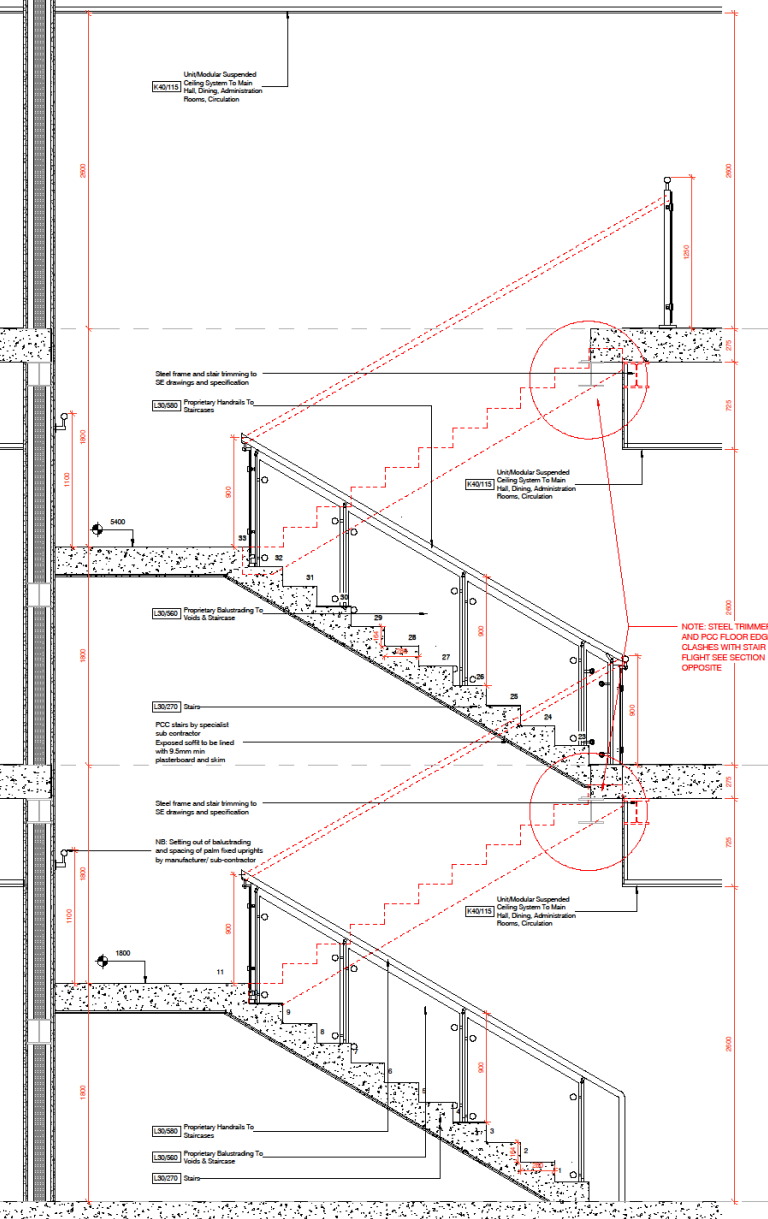 Unit/Modular Suspended
Ceiling System To Main
K40/115 Hall, Dining, Administration
Rooms, Circulation
2600
2600
1250
275
Steel frame and stair trimming to
SE drawings and specification
L30/580 Proprietary Handrails To
Staircases
725
1800
1100
900
Unit/Modular Suspended
Ceiling System To Main
K40/115 Hall, Dining, Administration
Rooms, Circulation
5400
33
32
31
30
29
28
27
26
25
24
23
L30/560 Proprietary Balustrading To
Voids & Staircase
900
2600
NOTE: STEEL TRIMMER
AND PCC FLOOR EDG
CLASHES WITH STAIR
FLIGHT SEE SECTION
OPPOSITE
1800
900
L30/270 Stairs
PCC stairs by specialist
sub contractor
Exposed soffit to be lined
with 9.5mm min
plasterboard and skim
275
Steel frame and stair trimming to
SE drawings and specification
725
NB: Setting out of balustrading
and spacing of palm fixed uprights
by manufacturer/ sub-contractor
1800
1100
900
Unit/Modular Suspended
Ceiling System To Main
K40/115 Hall, Dining, Administration
Rooms, Circulation
1800
11
9
8
6
5
4
3
2
1
900
2600
1800
L30/580 Proprietary Handrails To
Staircases
L30/560 Proprietary Balustrading To
Voids & Staircase
L30/270 Stairs